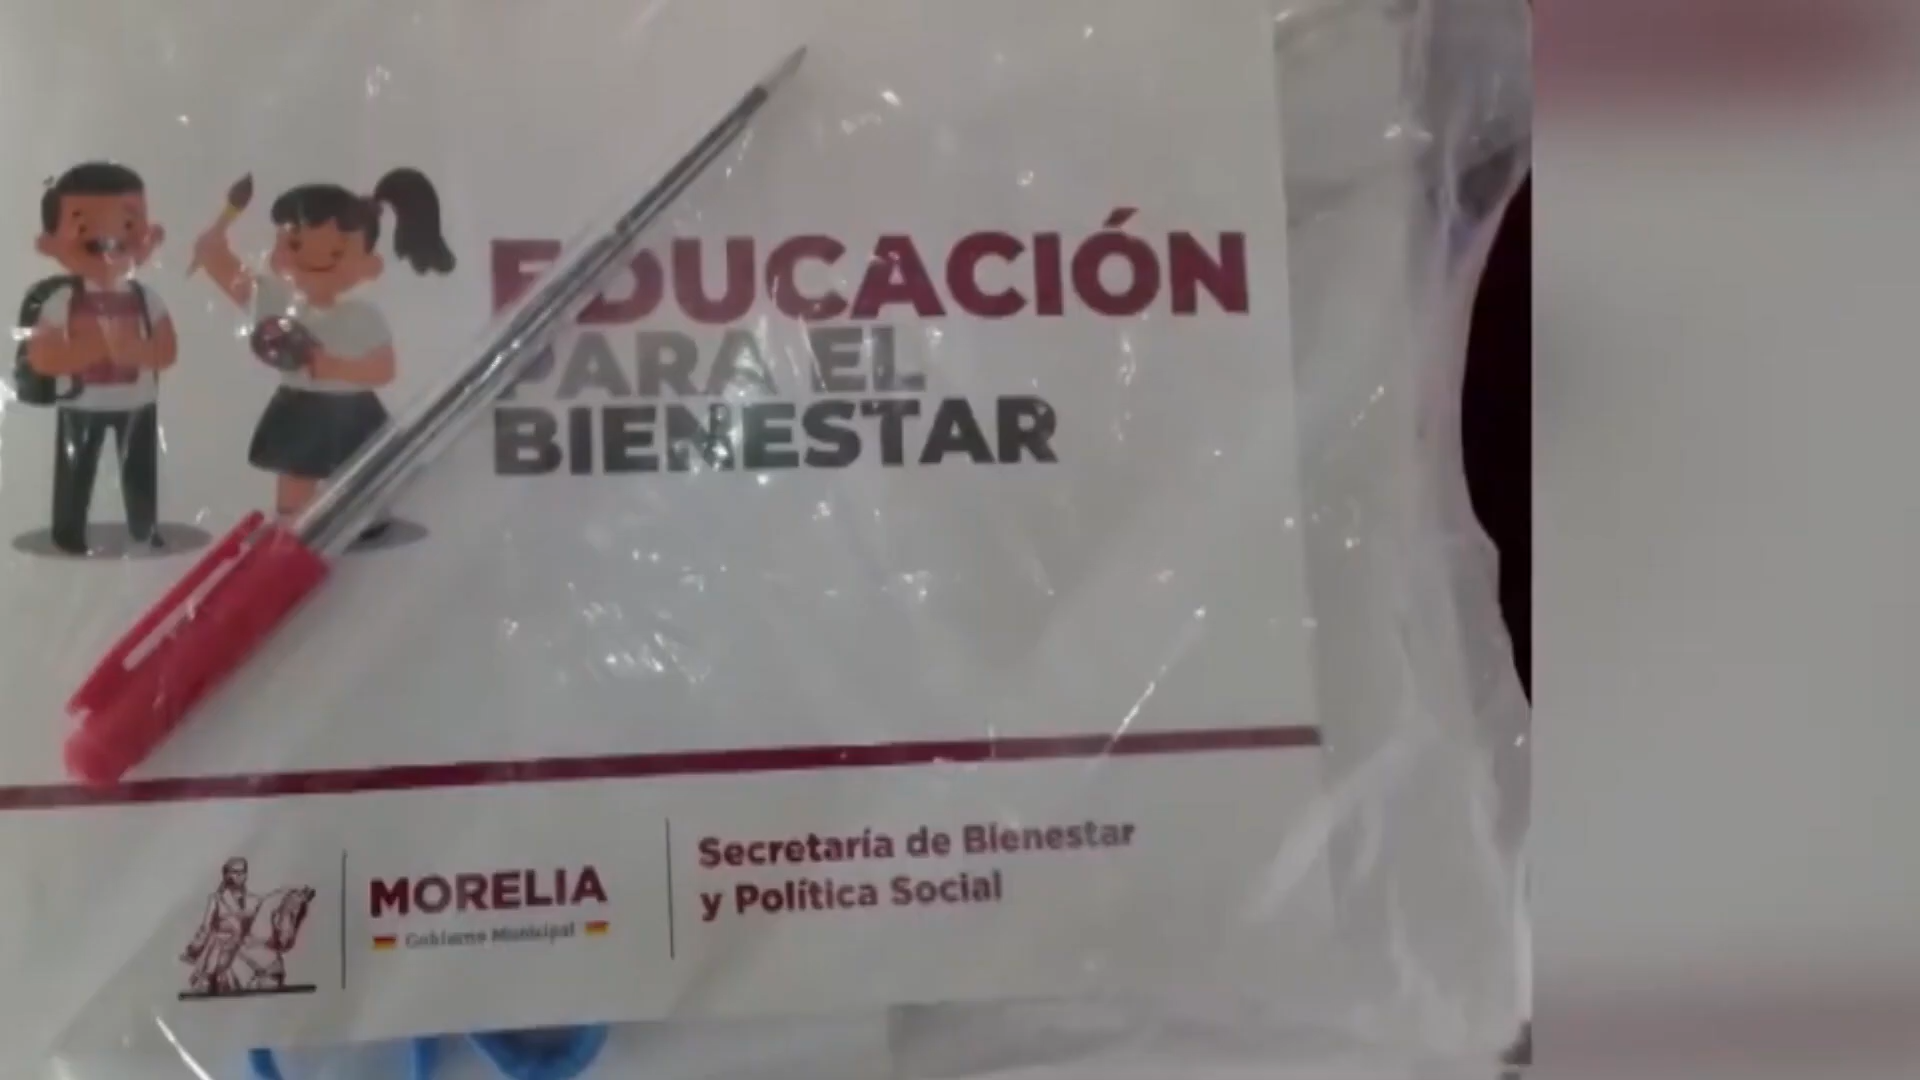 EDUCACIÓN
PARA EL
BIENESTAR
MORELIA
Gobierno Municipal
Secretaría de Bienestar
y Política Social